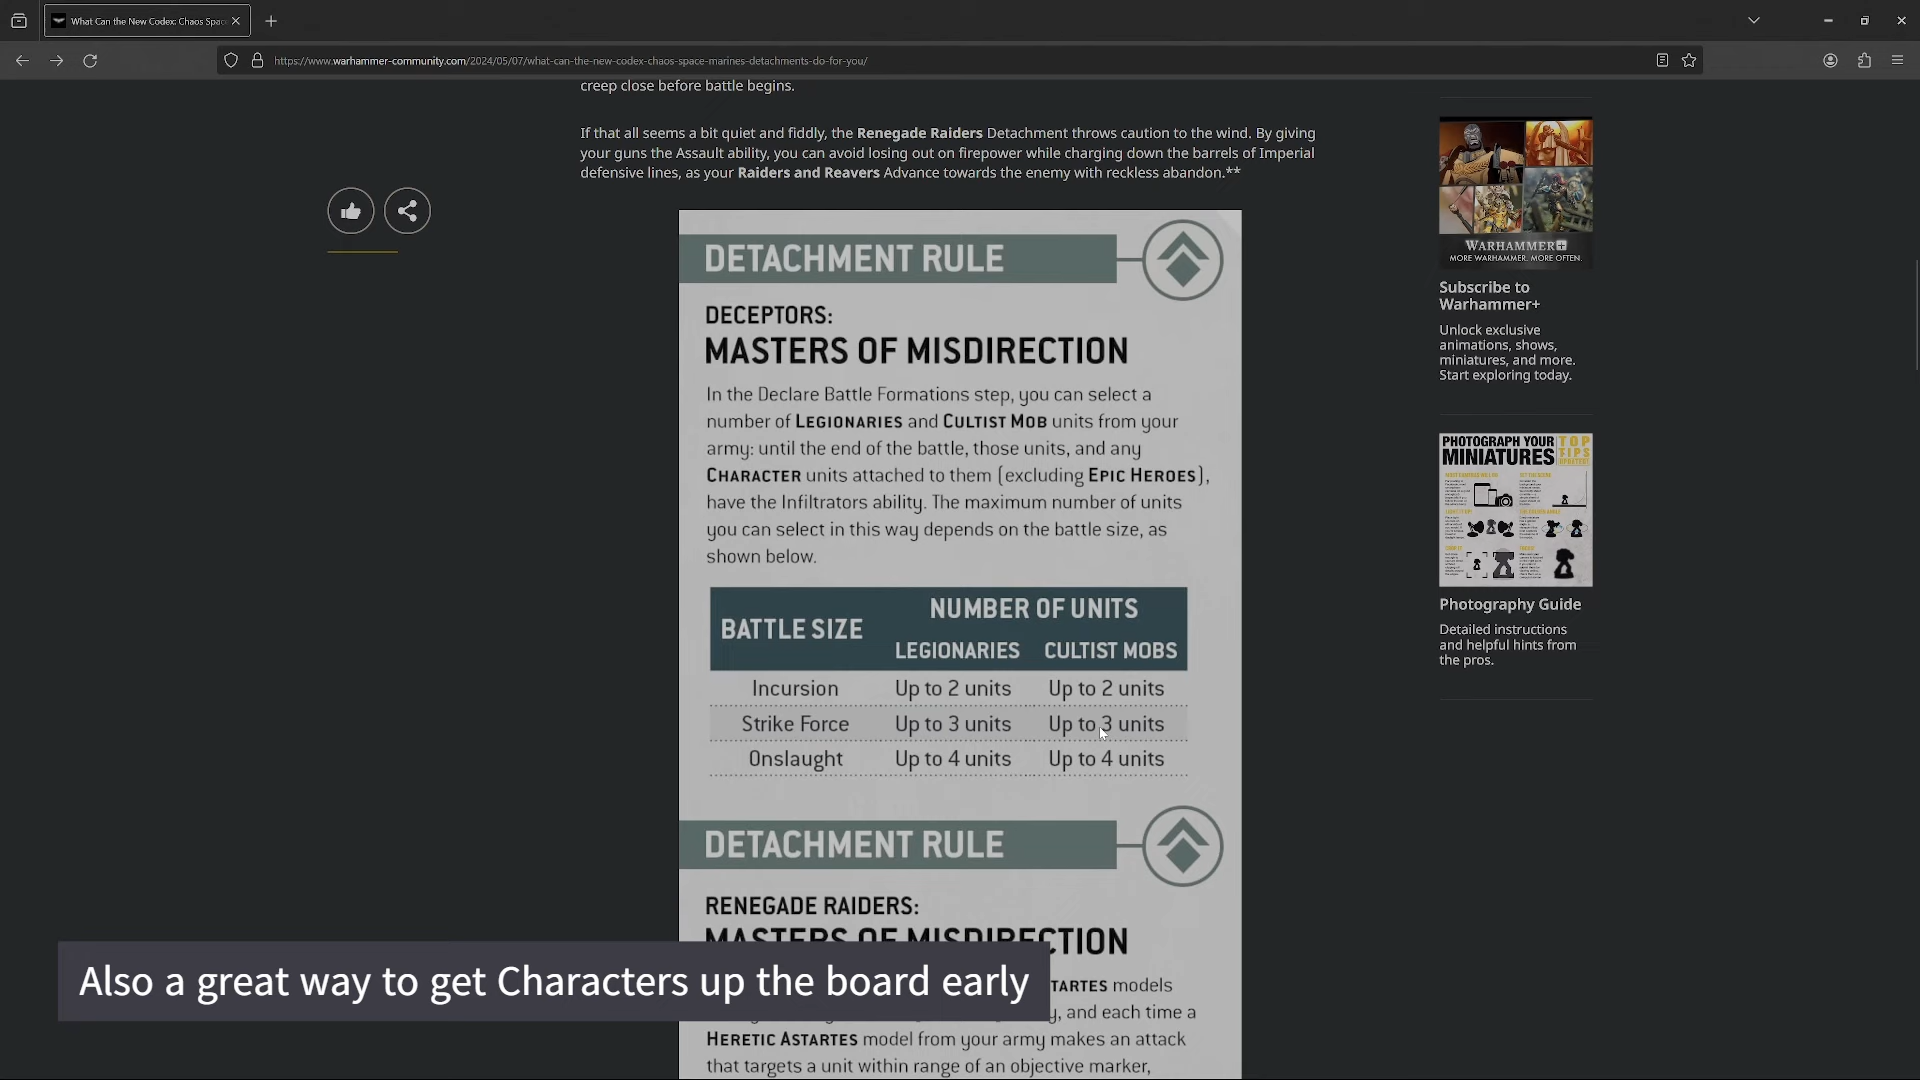 What Can the New Codex: Chaos Spac
https://www.warhammer-community.com/2024/05/07/what-can-the-new-codex-chaos-space-marines-detachments-do-for-you/
creep close before battle begins.
If that all seems a bit quiet and fiddly, the Renegade Raiders Detachment throws caution to the wind. By giving
your guns the Assault ability, you can avoid losing out on firepower while charging down the barrels of Imperial
defensive lines, as your Raiders and Reavers Advance towards the enemy with reckless abandon.**
DETACHMENT RULE
DECEPTORS:
MASTERS OF MISDIRECTION
In the Declare Battle Formations step, you can select a
number of LEGIONARIES and CULTIST MOB units from your
army: until the end of the battle, those units, and any
CHARACTER units attached to them (excluding EPIC HEROES),
have the Infiltrators ability. The maximum number of units
you can select in this way depends on the battle size, as
shown below.
BATTLE SIZE
NUMBER OF UNITS
LEGIONARIES CULTIST MOBS
Incursion Up to 2 units Up to 2 units
Strike Force Up to 3 units Up to 3 units
Onslaught Up to 4 units Up to 4 units
DETACHMENT RULE
RENEGADE RAIDERS:
MASTERS OF MISDIRECTION
TARTES models
y, and each time a
HERETIC ASTARTES model from your army makes an attack
that targets a unit within range of an objective marker,
Also a great way to get Characters up the board early
WARHAMMER+
MORE WARHAMMER. MORE OFTEN.
Subscribe to
Warhammer+
Unlock exclusive
animations, shows,
miniatures, and more.
Start exploring today.
PHOTOGRAPH YOUR
MINIATURES
TOP
TIPS
Photography Guide
Detailed instructions
and helpful hints from
the pros.